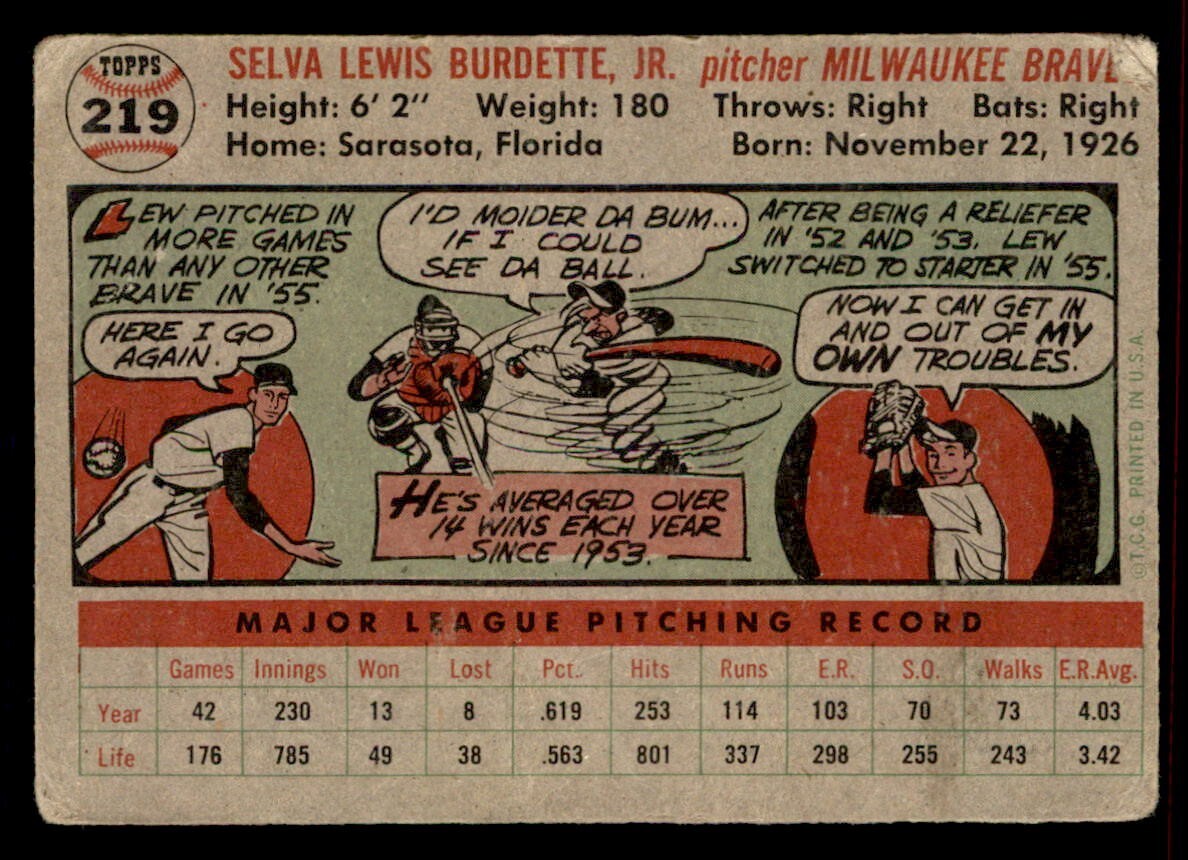 TOPPS
219
SELVA LEWIS BURDETTE, JR. pitcher MILWAUKEE BRAVE
Height: 6' 2" Weight: 180 Throws: Right Bats: Right
Home: Sarasota, Florida Born: November 22, 1926
LEW PITCHED IN
MORE GAMES
THAN ANY OTHER
BRAVE IN '55.
HERE I GO
AGAIN.
I'D MOIDER DA BUM...
IF I COULD
SEE DA BALL.
HE'S AVERAGED OVER
14 WINS EACH YEAR
SINCE 1953.
AFTER BEING A RELIEFER
IN '52 AND '53, LEW
SWITCHED TO STARTER IN '55.
NOW I CAN GET IN
AND OUT OF MY
OWN TROUBLES.
©T.C.G. PRINTED IN U.S.A.
MAJOR LEAGUE PITCHING RECORD
Games Innings Won Lost Pct. Hits Runs E.R. S.O. Walks E.R.Avg.
Year 42 230 13 8 .619 253 114 103 70 73 4.03
Life 176 785 49 38 .563 801 337 298 255 243 3.42